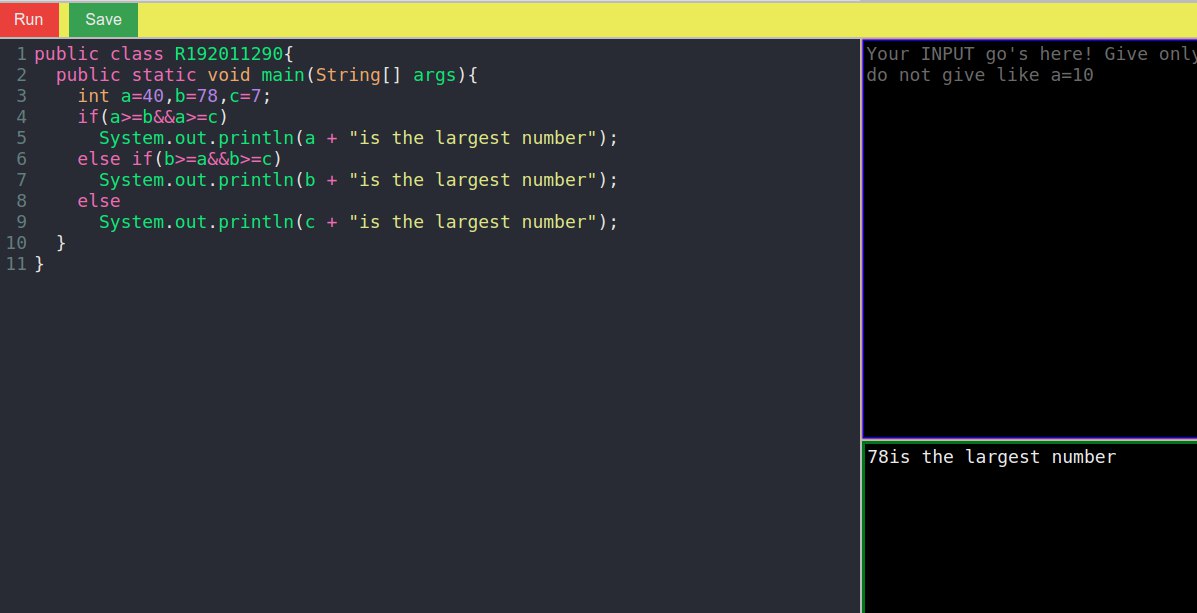 Run Save
1 public class R192011290{
2   public static void main(String[] args){
3     int a=40,b=78,c=7;
4     if(a>=b&&a>=c)
5       System.out.println(a + "is the largest number");
6     else if(b>=a&&b>=c)
7       System.out.println(b + "is the largest number");
8     else
9       System.out.println(c + "is the largest number");
10   }
11 }
Your INPUT go's here! Give only
do not give like a=10
78is the largest number